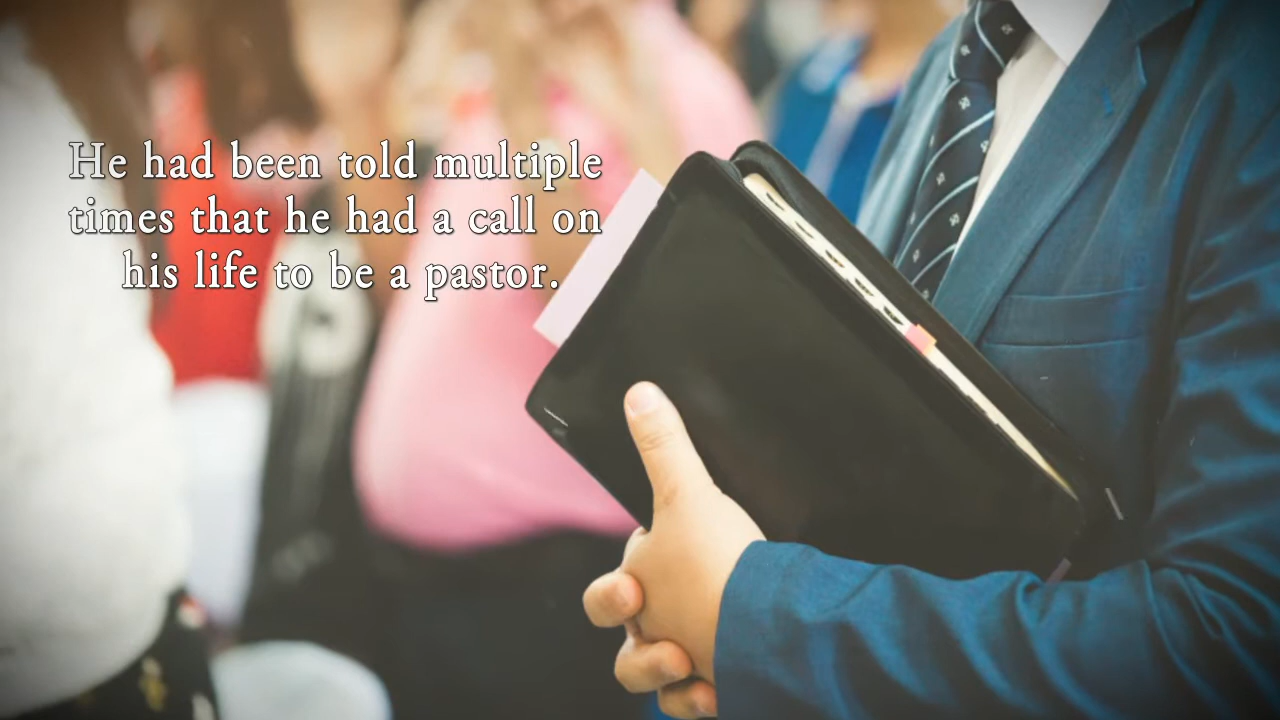 He had been told multiple
times that he had a call on
his life to be a pastor.